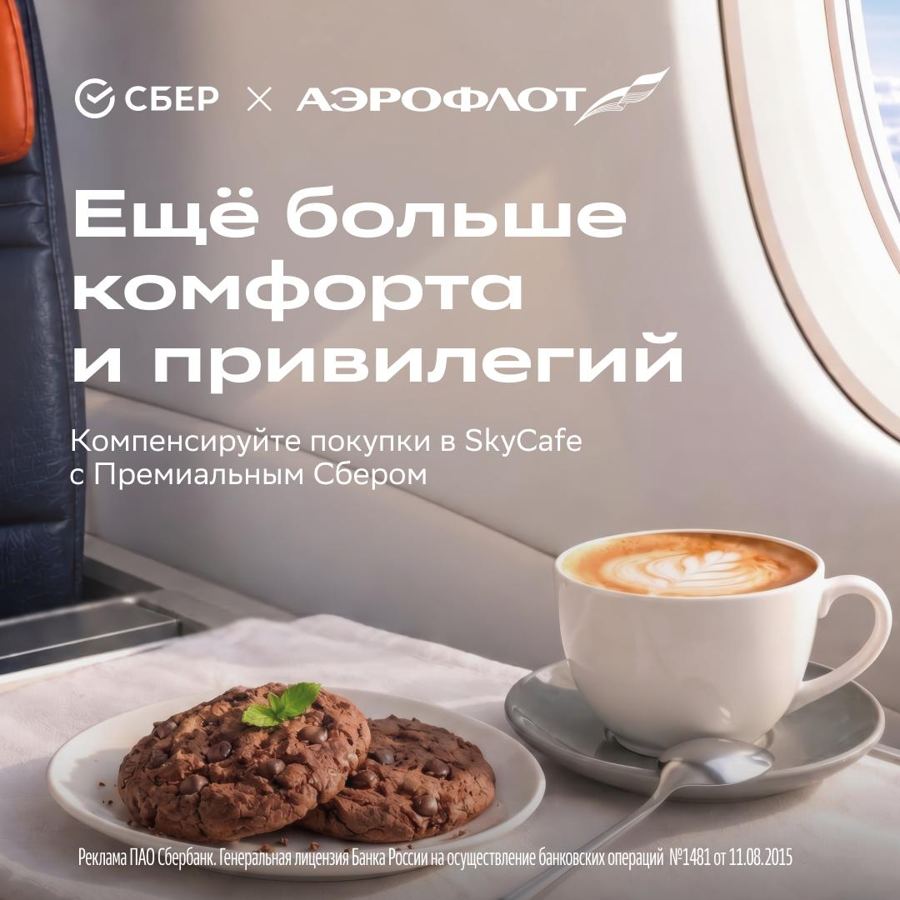 СБЕР × АЭРОФЛОТ
Ещё больше
комфорта
и привилегий
Компенсируйте покупки в SkyCafe
с Премиальным Сбером
Реклама ПАО Сбербанк. Генеральная лицензия Банка России на осуществление банковских операций №1481 от 11.08.2015